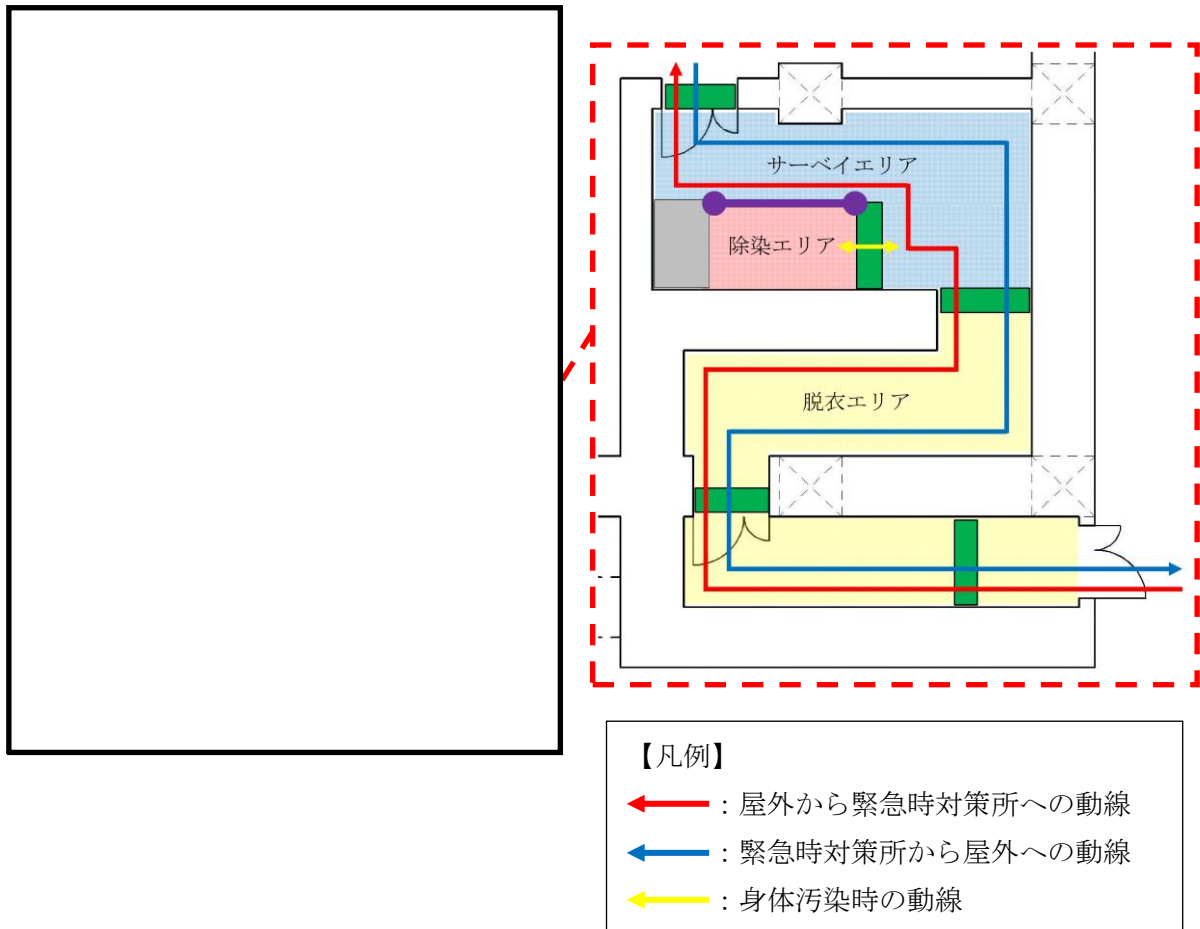 サーベイエリア
除染エリア
脱衣エリア
【凡例】
：屋外から緊急時対策所への動線
：緊急時対策所から屋外への動線
：身体汚染時の動線